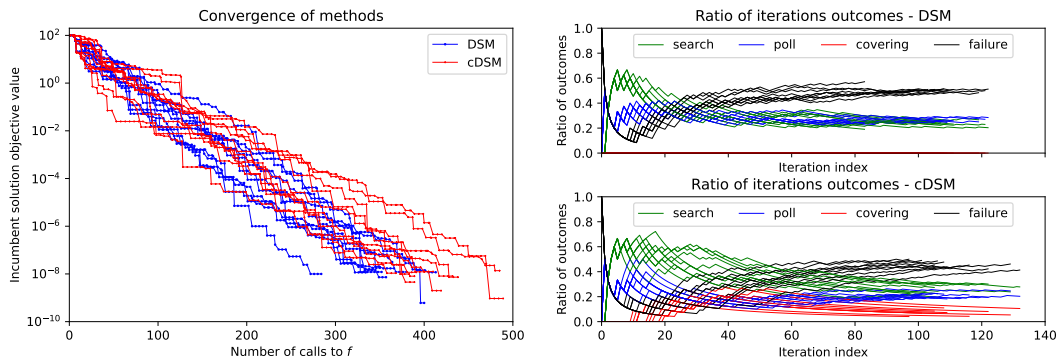 Convergence of methods
Incumbent solution objective value
10² 
10⁰
10⁻²
10⁻⁴
10⁻⁶
10⁻⁸
10⁻¹⁰
DSM
cDSM
0 100 200 300 400 500
Number of calls to f
Ratio of iterations outcomes - DSM
Ratio of outcomes
1.0
0.8
0.6
0.4
0.2
0.0
search poll covering failure
Iteration index
Ratio of iterations outcomes - cDSM
Ratio of outcomes
1.0
0.8
0.6
0.4
0.2
0.0
search poll covering failure
0 20 40 60 80 100 120 140
Iteration index